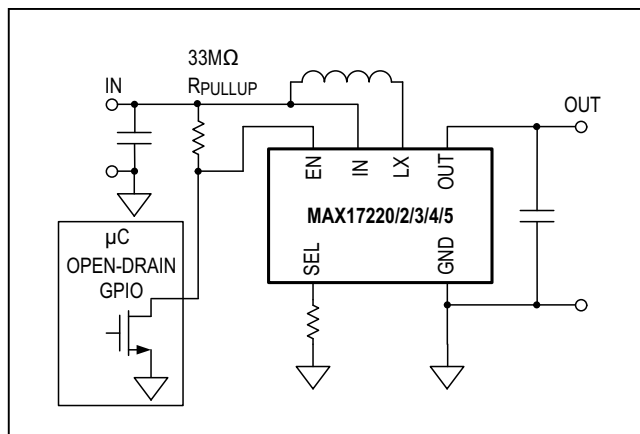 33MΩ
RPULLUP
IN
OUT
EN
IN
LX
OUT
MAX17220/2/3/4/5
SEL
GND
µC
OPEN-DRAIN
GPIO